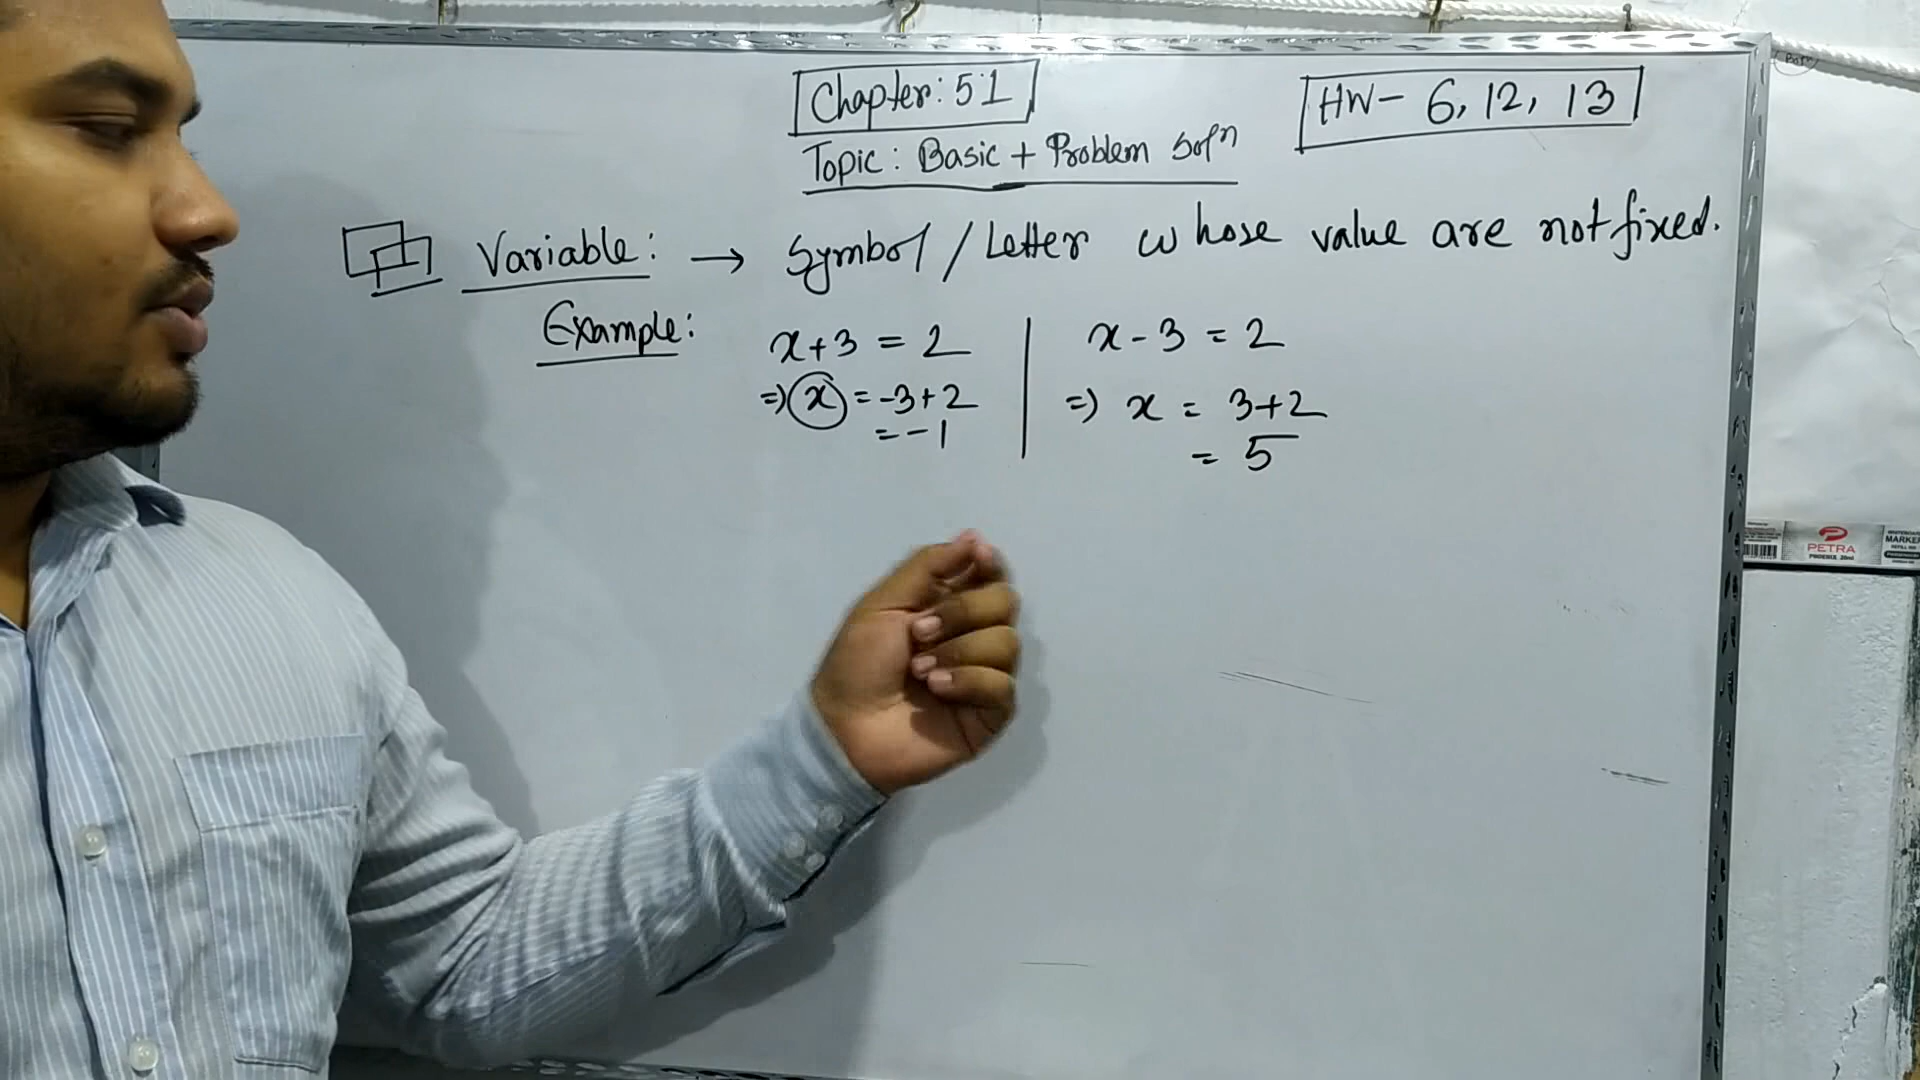 Chapter: 5.1
HW- 6, 12, 13
Topic: Basic + Problem solⁿ
Variable: → Symbol / Letter whose value are not fixed.
Example:
x+3 = 2
⇒ x = -3+2
= -1
x - 3 = 2
⇒ x = 3+2
= 5
PETRA
MARKER